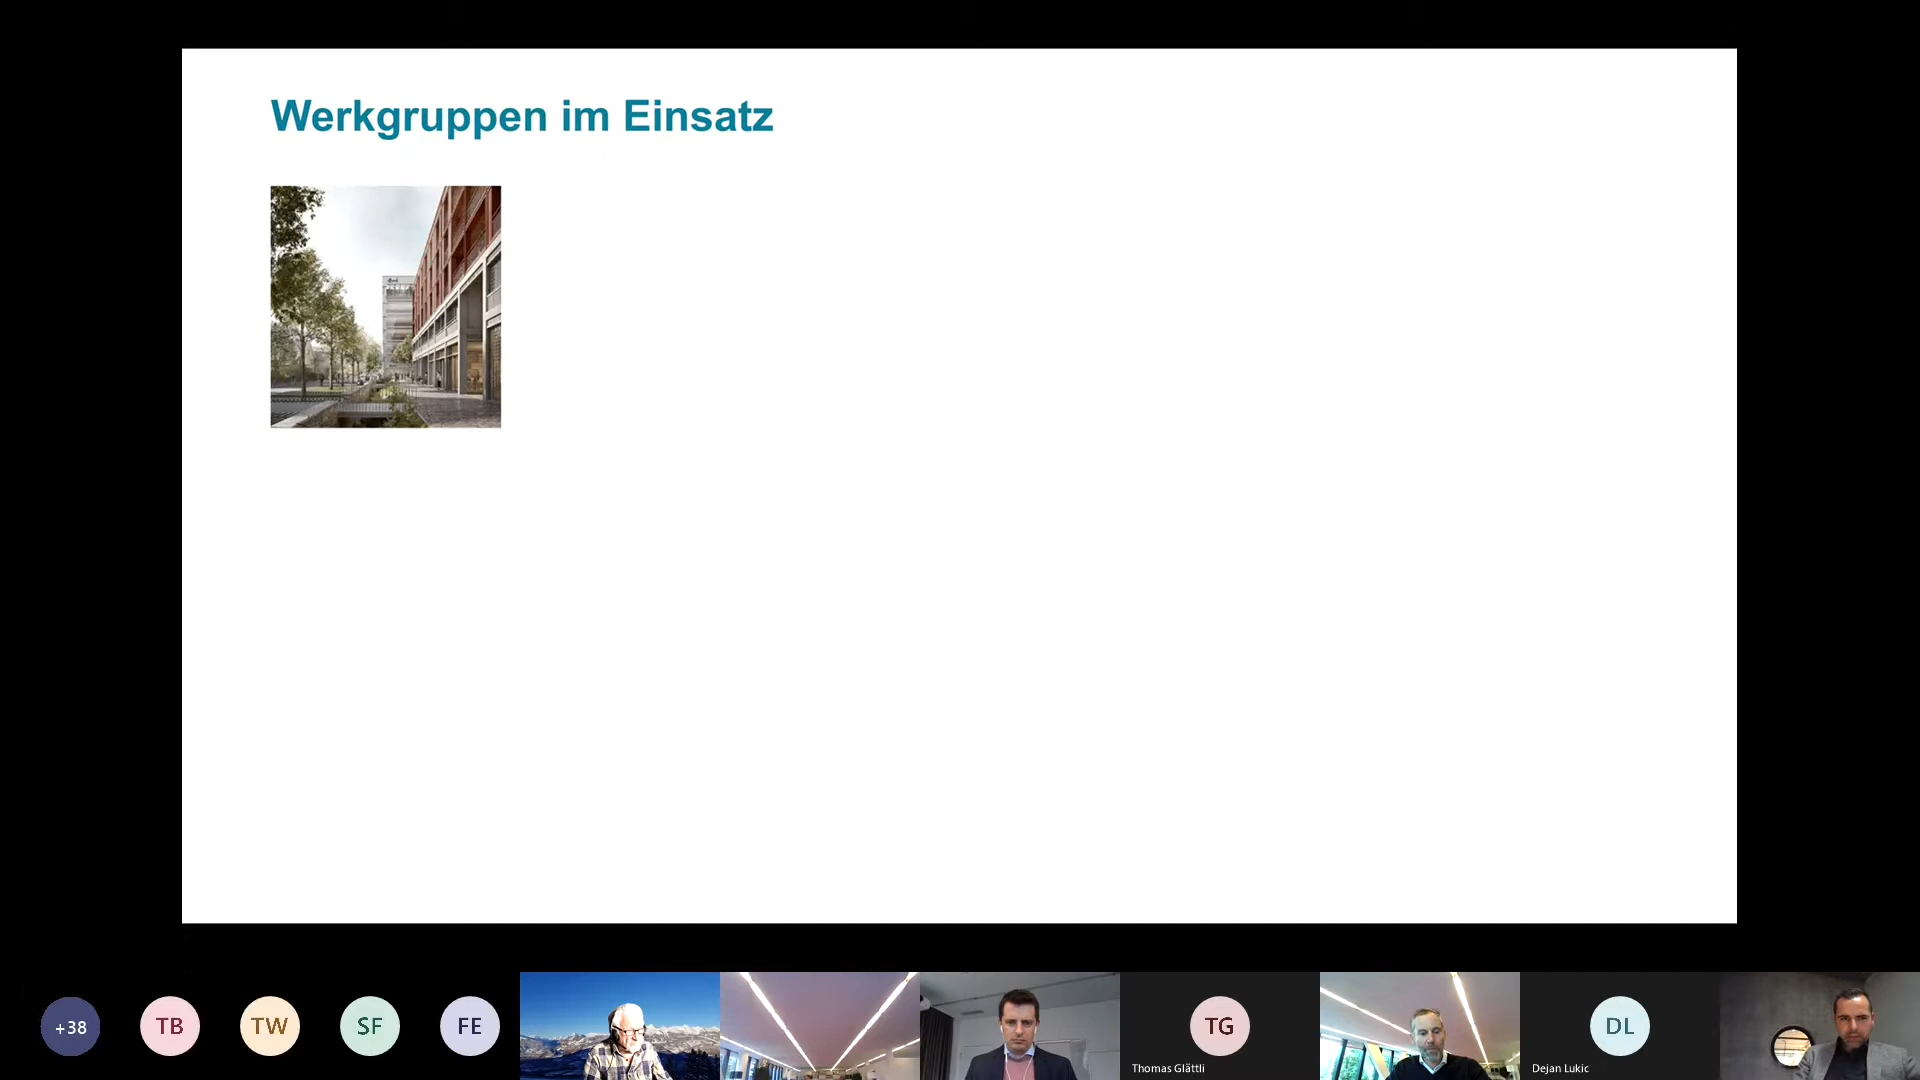 Werkgruppen im Einsatz
+38
TB
TW
SF
FE
TG
Thomas Glättli
DL
Dejan Lukic